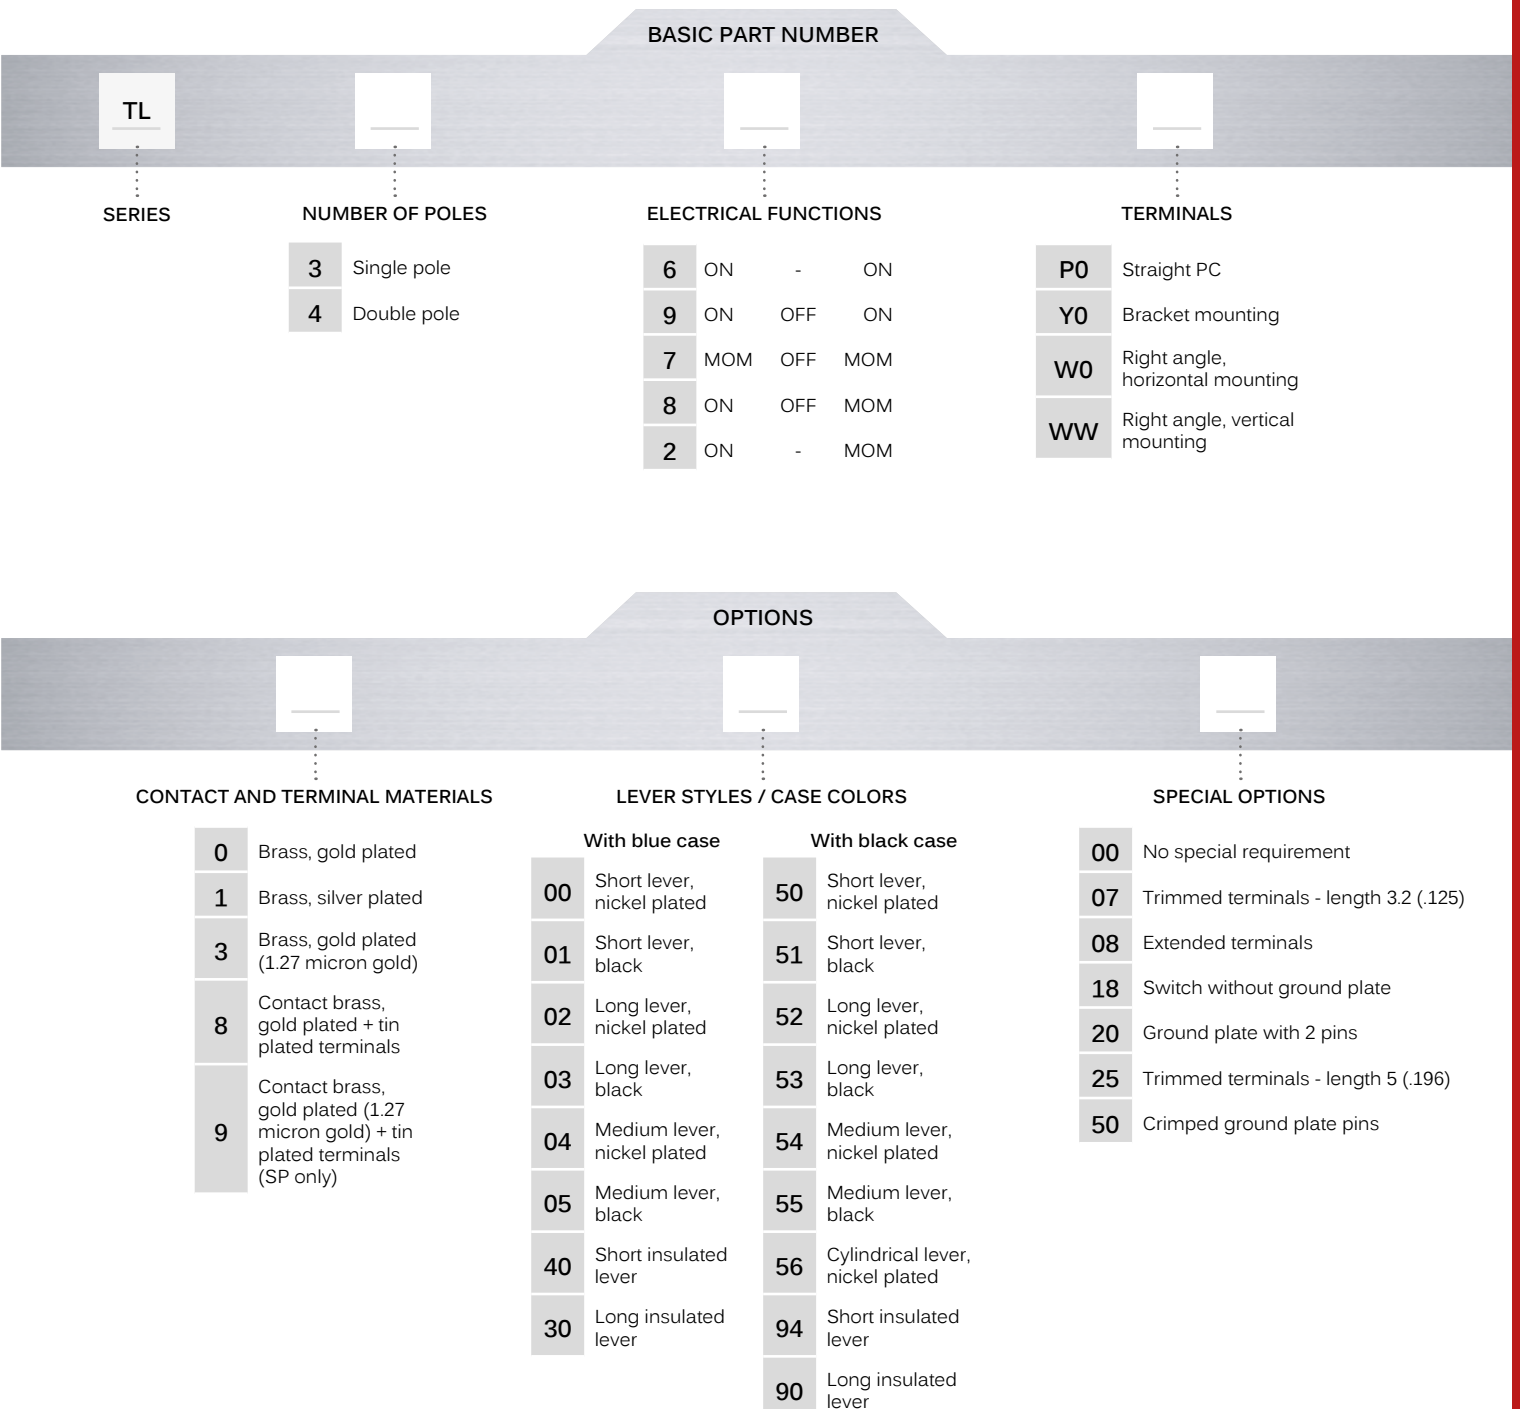 BASIC PART NUMBER
TL
SERIES
NUMBER OF POLES
3 Single pole
4 Double pole
ELECTRICAL FUNCTIONS
6 ON - ON
9 ON OFF ON
7 MOM OFF MOM
8 ON OFF MOM
2 ON - MOM
TERMINALS
P0 Straight PC
Y0 Bracket mounting
W0 Right angle,
horizontal mounting
WW Right angle, vertical
mounting
OPTIONS
CONTACT AND TERMINAL MATERIALS
0 Brass, gold plated
1 Brass, silver plated
3 Brass, gold plated
(1.27 micron gold)
8 Contact brass,
gold plated + tin
plated terminals
9 Contact brass,
gold plated (1.27
micron gold) + tin
plated terminals
(SP only)
LEVER STYLES / CASE COLORS
With blue case
00 Short lever,
nickel plated
01 Short lever,
black
02 Long lever,
nickel plated
03 Long lever,
black
04 Medium lever,
nickel plated
05 Medium lever,
black
40 Short insulated
lever
30 Long insulated
lever
With black case
50 Short lever,
nickel plated
51 Short lever,
black
52 Long lever,
nickel plated
53 Long lever,
black
54 Medium lever,
nickel plated
55 Medium lever,
black
56 Cylindrical lever,
nickel plated
94 Short insulated
lever
90 Long insulated
lever
SPECIAL OPTIONS
00 No special requirement
07 Trimmed terminals - length 3.2 (.125)
08 Extended terminals
18 Switch without ground plate
20 Ground plate with 2 pins
25 Trimmed terminals - length 5 (.196)
50 Crimped ground plate pins